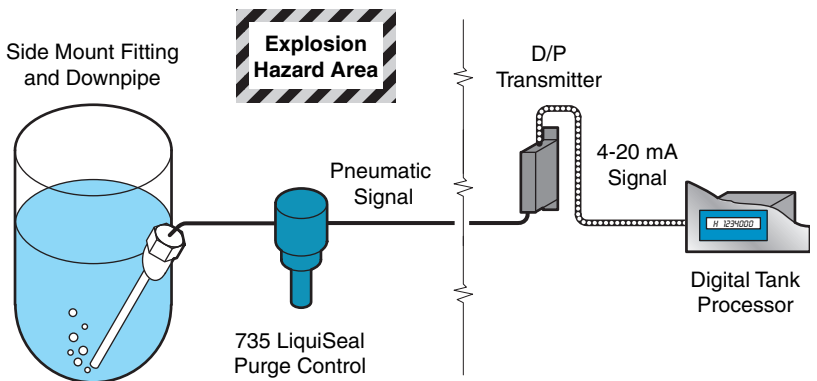 Side Mount Fitting
and Downpipe
Explosion
Hazard Area
D/P
Transmitter
Pneumatic
Signal
4-20 mA
Signal
H 1234000
Digital Tank
Processor
735 LiquiSeal
Purge Control